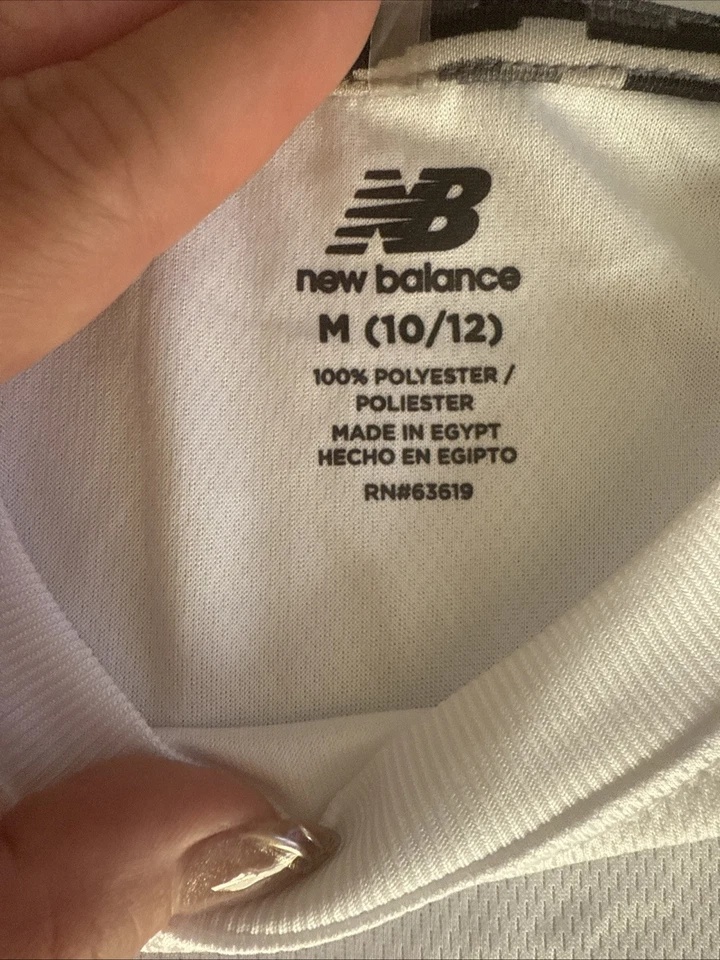 NB
new balance
M (10/12)
100% POLYESTER /
POLIESTER
MADE IN EGYPT
HECHO EN EGIPTO
RN#63619